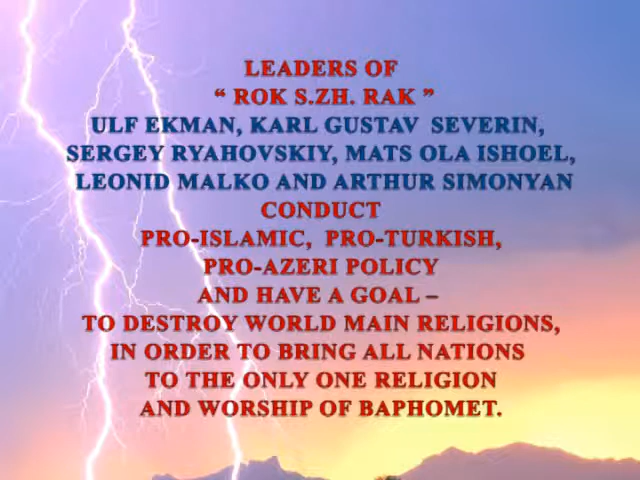 LEADERS OF
“ ROK S.ZH. RAK ”
ULF EKMAN, KARL GUSTAV SEVERIN,
SERGEY RYAHOVSKIY, MATS OLA ISHOEL,
LEONID MALKO AND ARTHUR SIMONYAN
CONDUCT
PRO-ISLAMIC, PRO-TURKISH,
PRO-AZERI POLICY
AND HAVE A GOAL –
TO DESTROY WORLD MAIN RELIGIONS,
IN ORDER TO BRING ALL NATIONS
TO THE ONLY ONE RELIGION
AND WORSHIP OF BAPHOMET.